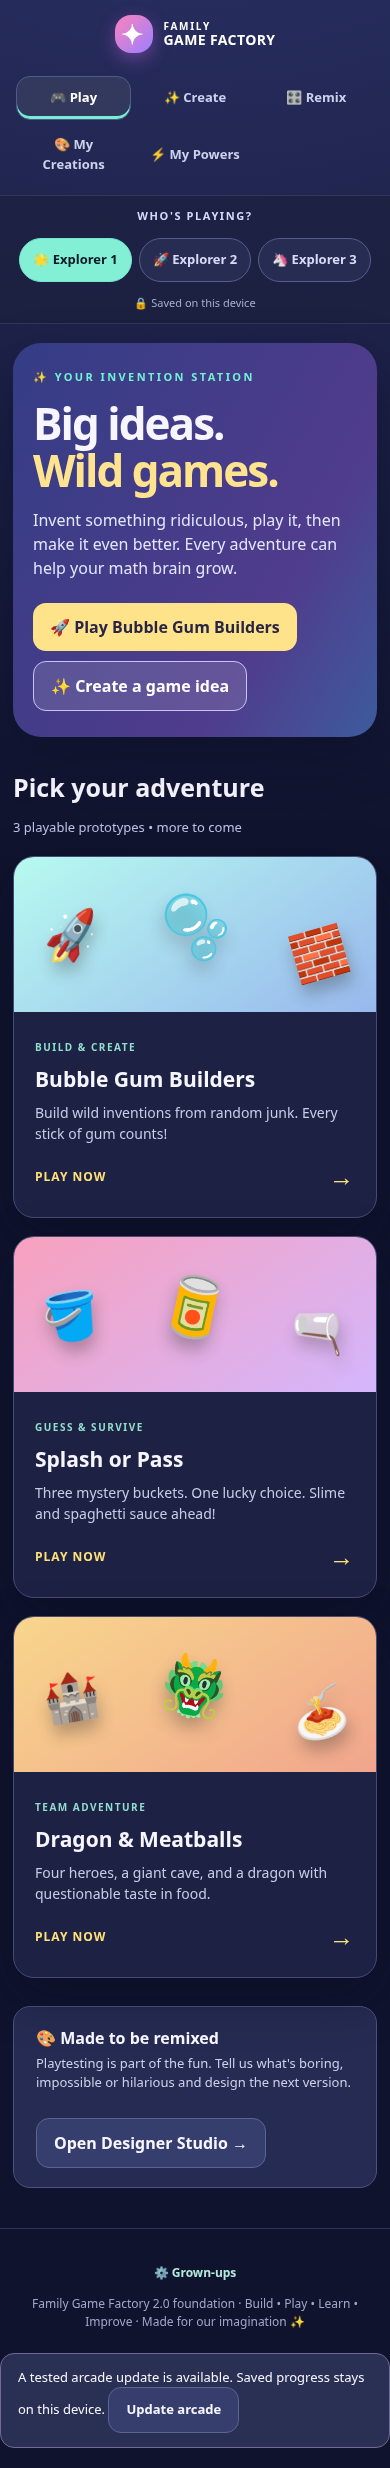 FAMILY
GAME FACTORY
🎮 Play
✨ Create
🎛️ Remix
🎨 My
Creations
⚡ My Powers
WHO'S PLAYING?
🌟 Explorer 1
🚀 Explorer 2
🦄 Explorer 3
🔒 Saved on this device
✨ YOUR INVENTION STATION
Big ideas.
Wild games.
Invent something ridiculous, play it, then
make it even better. Every adventure can
help your math brain grow.
🚀 Play Bubble Gum Builders
✨ Create a game idea
Pick your adventure
3 playable prototypes • more to come
BUILD & CREATE
Bubble Gum Builders
Build wild inventions from random junk. Every
stick of gum counts!
PLAY NOW →
GUESS & SURVIVE
Splash or Pass
Three mystery buckets. One lucky choice. Slime
and spaghetti sauce ahead!
PLAY NOW →
TEAM ADVENTURE
Dragon & Meatballs
Four heroes, a giant cave, and a dragon with
questionable taste in food.
PLAY NOW →
🎨 Made to be remixed
Playtesting is part of the fun. Tell us what's boring,
impossible or hilarious and design the next version.
Open Designer Studio →
⚙️ Grown-ups
Family Game Factory 2.0 foundation · Build • Play • Learn •
Improve · Made for our imagination ✨
A tested arcade update is available. Saved progress stays
on this device. Update arcade